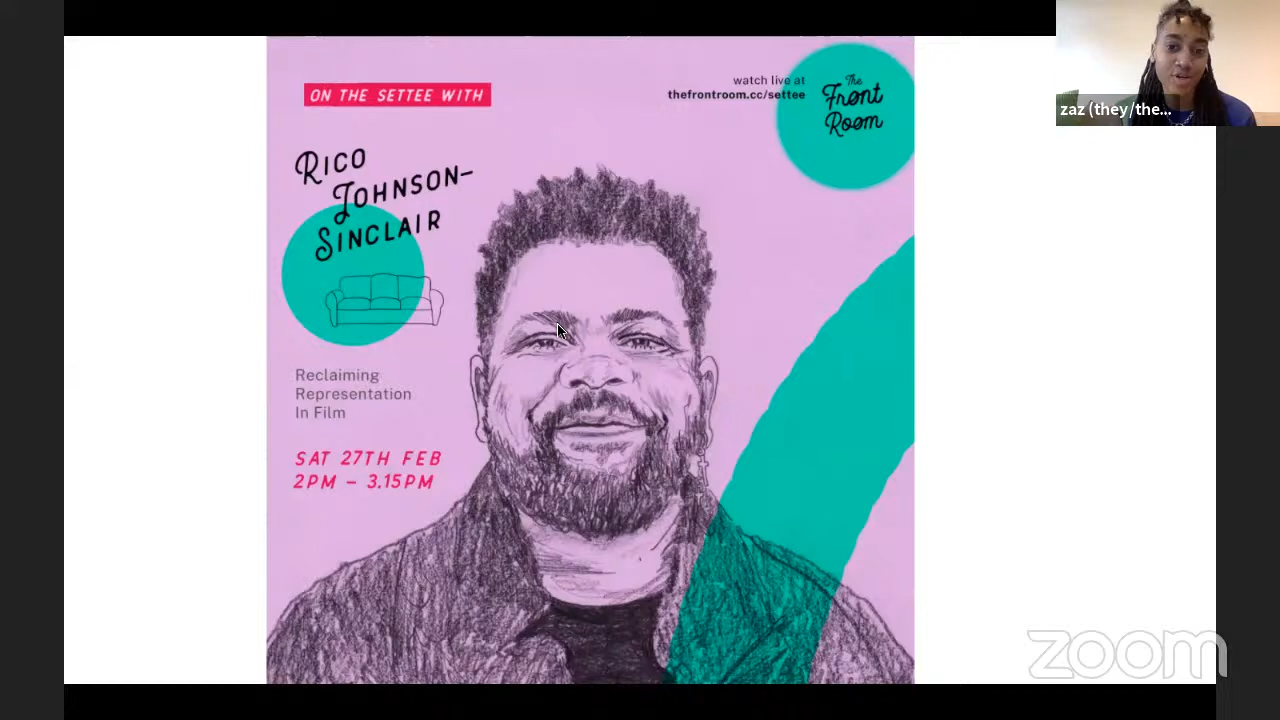 ON THE SETTEE WITH
watch live at
thefrontroom.cc/settee
The
Front
Room
RICO
JOHNSON-
SINCLAIR
Reclaiming
Representation
In Film
SAT 27TH FEB
2PM – 3.15PM
zaz (they/the...
zoom